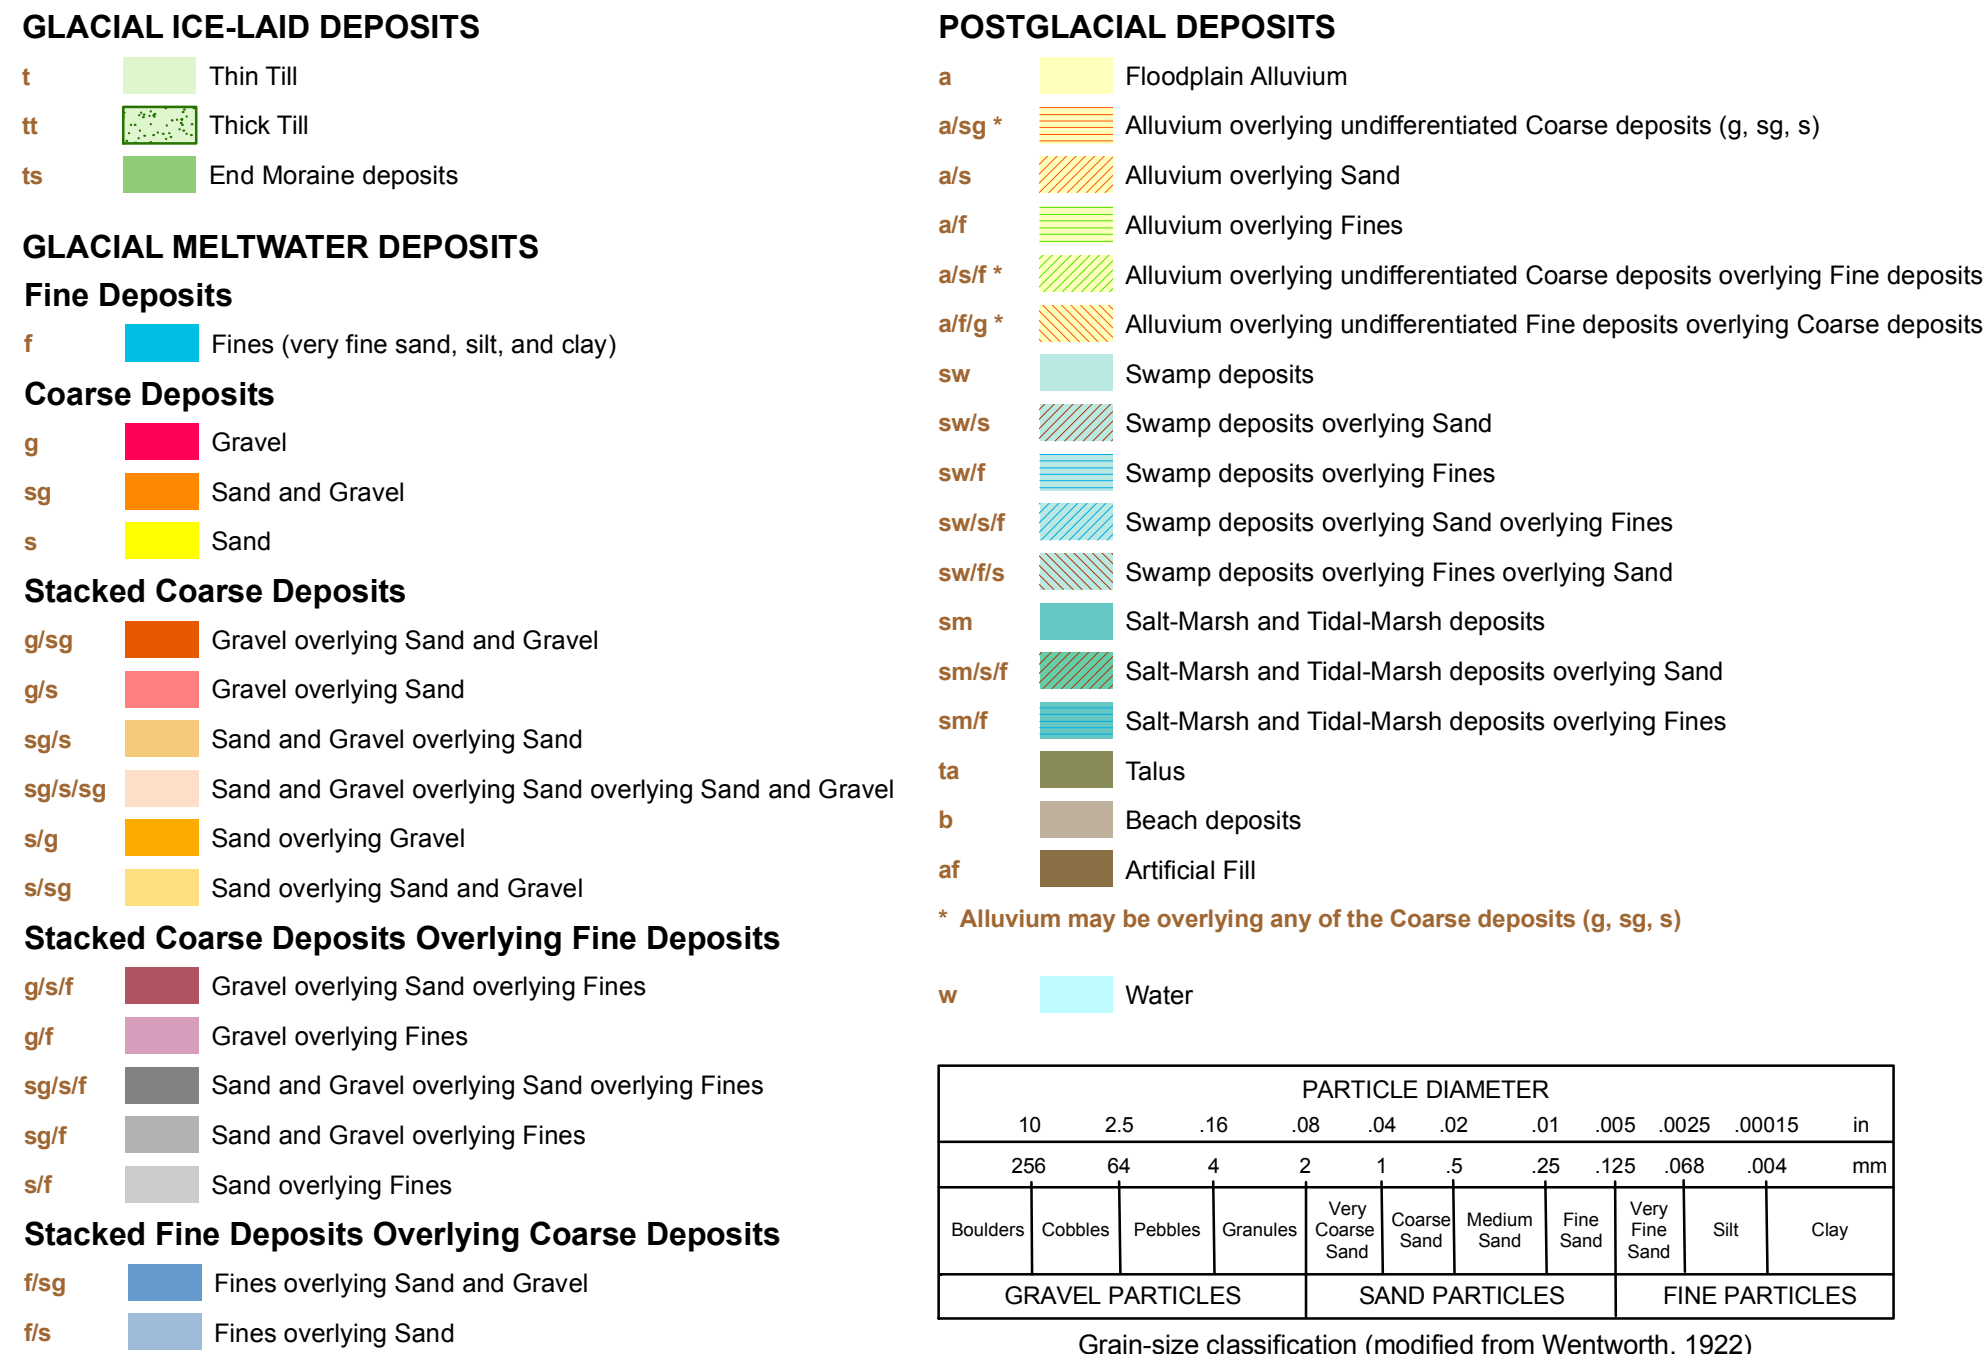 GLACIAL ICE-LAID DEPOSITS
t Thin Till
tt Thick Till
ts End Moraine deposits
GLACIAL MELTWATER DEPOSITS
Fine Deposits
f Fines (very fine sand, silt, and clay)
Coarse Deposits
g Gravel
sg Sand and Gravel
s Sand
Stacked Coarse Deposits
g/sg Gravel overlying Sand and Gravel
g/s Gravel overlying Sand
sg/s Sand and Gravel overlying Sand
sg/s/sg Sand and Gravel overlying Sand overlying Sand and Gravel
s/g Sand overlying Gravel
s/sg Sand overlying Sand and Gravel
Stacked Coarse Deposits Overlying Fine Deposits
g/s/f Gravel overlying Sand overlying Fines
g/f Gravel overlying Fines
sg/s/f Sand and Gravel overlying Sand overlying Fines
sg/f Sand and Gravel overlying Fines
s/f Sand overlying Fines
Stacked Fine Deposits Overlying Coarse Deposits
f/sg Fines overlying Sand and Gravel
f/s Fines overlying Sand
POSTGLACIAL DEPOSITS
a Floodplain Alluvium
a/sg * Alluvium overlying undifferentiated Coarse deposits (g, sg, s)
a/s Alluvium overlying Sand
a/f Alluvium overlying Fines
a/s/f * Alluvium overlying undifferentiated Coarse deposits overlying Fine deposits
a/f/g * Alluvium overlying undifferentiated Fine deposits overlying Coarse deposits
sw Swamp deposits
sw/s Swamp deposits overlying Sand
sw/f Swamp deposits overlying Fines
sw/s/f Swamp deposits overlying Sand overlying Fines
sw/f/s Swamp deposits overlying Fines overlying Sand
sm Salt-Marsh and Tidal-Marsh deposits
sm/s/f Salt-Marsh and Tidal-Marsh deposits overlying Sand
sm/f Salt-Marsh and Tidal-Marsh deposits overlying Fines
ta Talus
b Beach deposits
af Artificial Fill
* Alluvium may be overlying any of the Coarse deposits (g, sg, s)
w Water
PARTICLE DIAMETER
10 2.5 .16 .08 .04 .02 .01 .005 .0025 .00015 in
256 64 4 2 1 .5 .25 .125 .068 .004 mm
Boulders Cobbles Pebbles Granules Very Coarse Sand Coarse Sand Medium Sand Fine Sand Very Fine Sand Silt Clay
GRAVEL PARTICLES SAND PARTICLES FINE PARTICLES
Grain-size classification (modified from Wentworth, 1922)